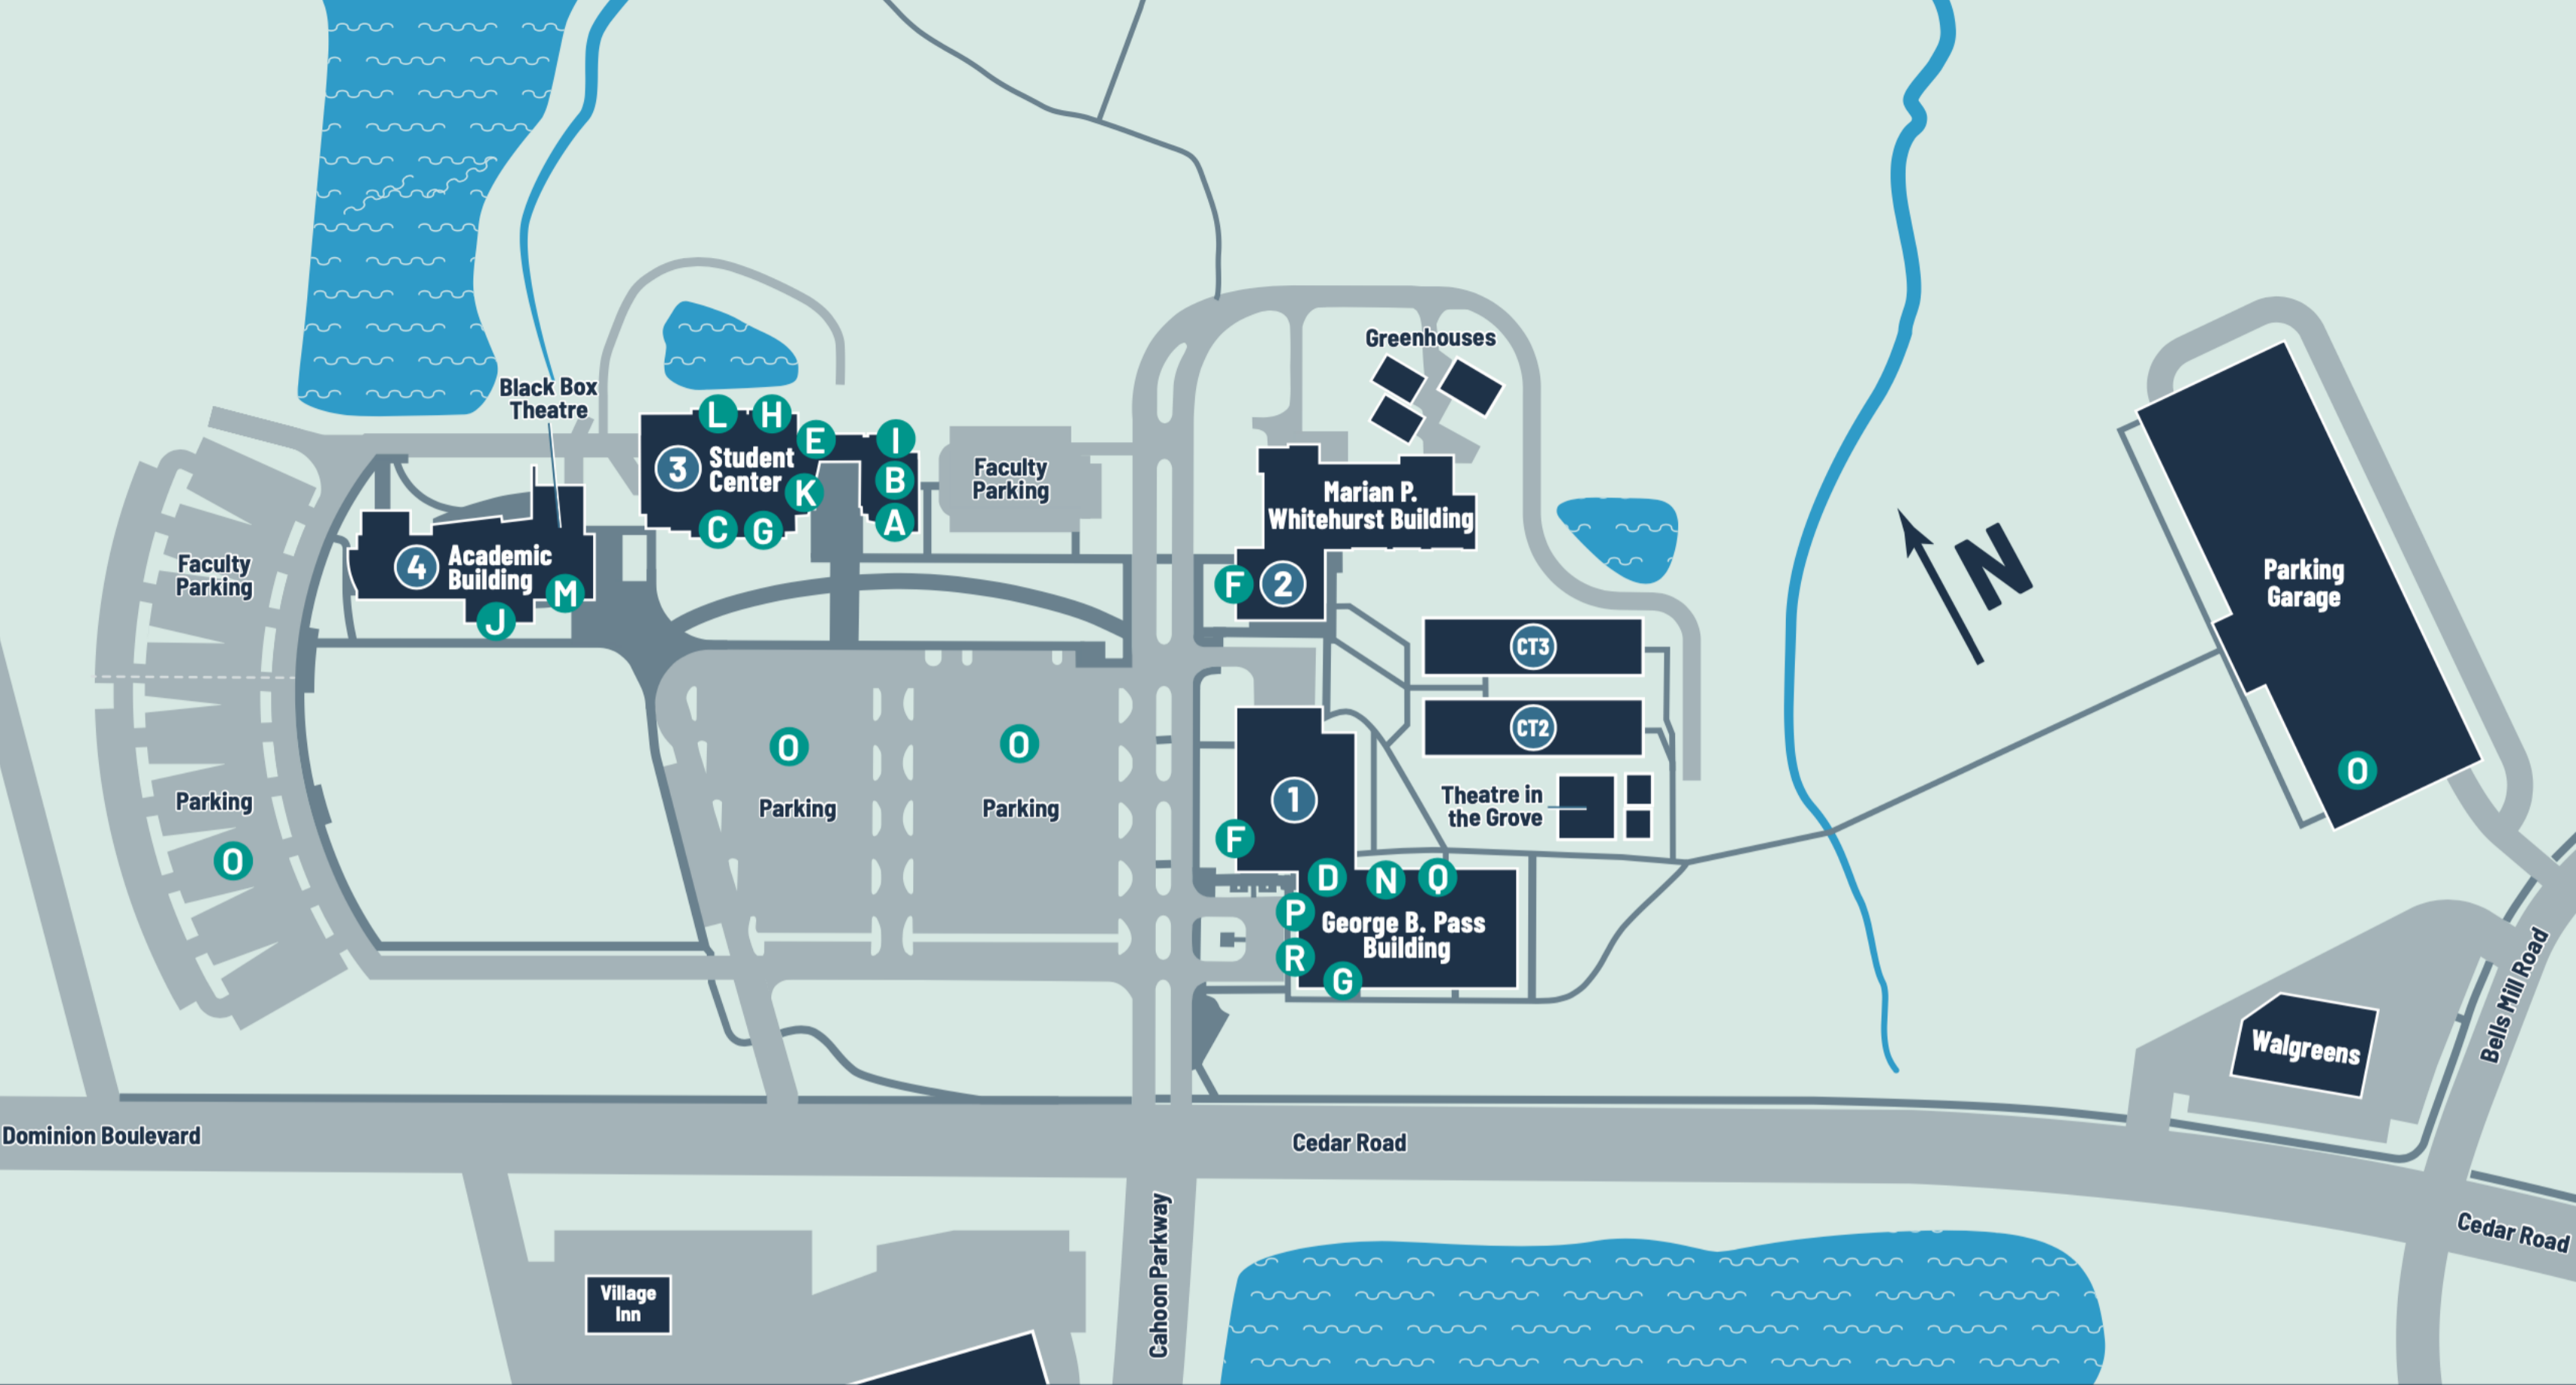 Black Box
Theatre
L
H
E
I
3
Student
Center
K
B
C
G
A
Faculty
Parking
Greenhouses
Marian P.
Whitehurst Building
F
2
4
Academic
Building
M
J
Faculty
Parking
Parking
O
O
Parking
O
Parking
CT3
CT2
1
F
Theatre in
the Grove
D
N
Q
P
George B. Pass
Building
R
G
N
Parking
Garage
O
Walgreens
Bells Mill Road
Dominion Boulevard
Cedar Road
Cedar Road
Cahoon Parkway
Village
Inn